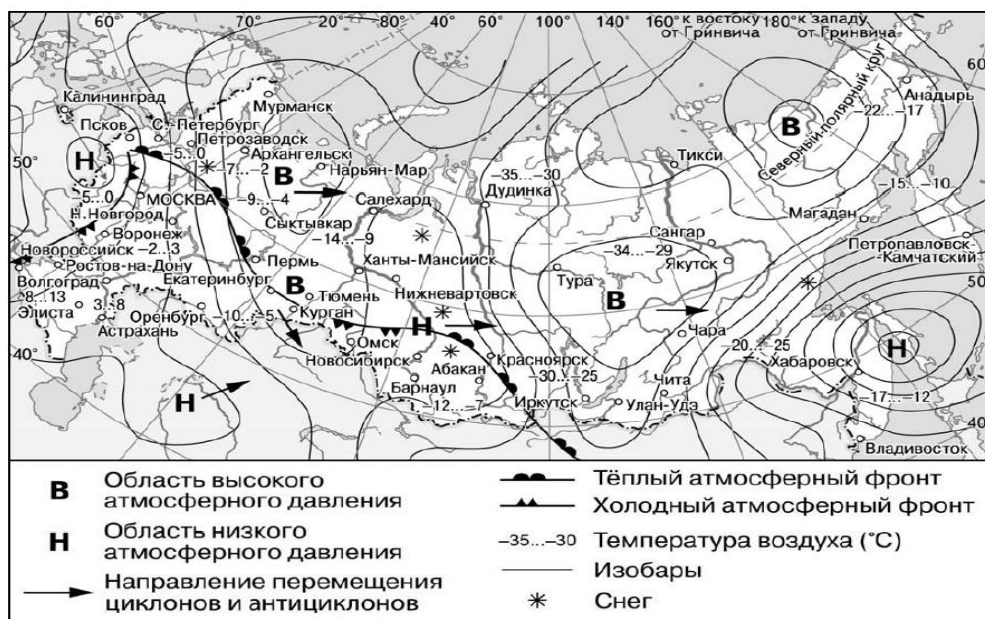 60°
70°
20°
80°
40°
60°
100°
140°
160° к востоку
от Гринвича
180° к западу
от Гринвича
60°
Калининград
Мурманск
Северный полярный круг
Анадырь
Псков
С.-Петербург
Петрозаводск
Архангельск
Нарьян-Мар
В
-22...-17
50°
Н
-5...0
-7...-2
В
Тикси
-35...-30
Дудинка
-5...0
МОСКВА
-9...-4
Салехард
-15...-10
Н.Новгород
Сыктывкар
Магадан
Воронеж
-14...-9
Сангар
Новороссийск
-2...3
Пермь
Ханты-Мансийск
-34...-29
Якутск
Петропавловск-
Камчатский
Ростов-на-Дону
Тура
Волгоград
Екатеринбург
В
Тюмень
Нижневартовск
В
50°
8...13
3...8
Курган
Элиста
Оренбург
-10...-5
Н
Чара
Астрахань
Омск
-20...-25
Н
40°
Новосибирск
Красноярск
Хабаровск
Абакан
-30...-25
Чита
Барнаул
Н
-12...-7
Иркутск
Улан-Удэ
-17...-12
40°
Владивосток
В
Область высокого
атмосферного давления
Н
Область низкого
атмосферного давления
Направление перемещения
циклонов и антициклонов
Тёплый атмосферный фронт
Холодный атмосферный фронт
-35...-30 Температура воздуха (°С)
Изобары
Снег